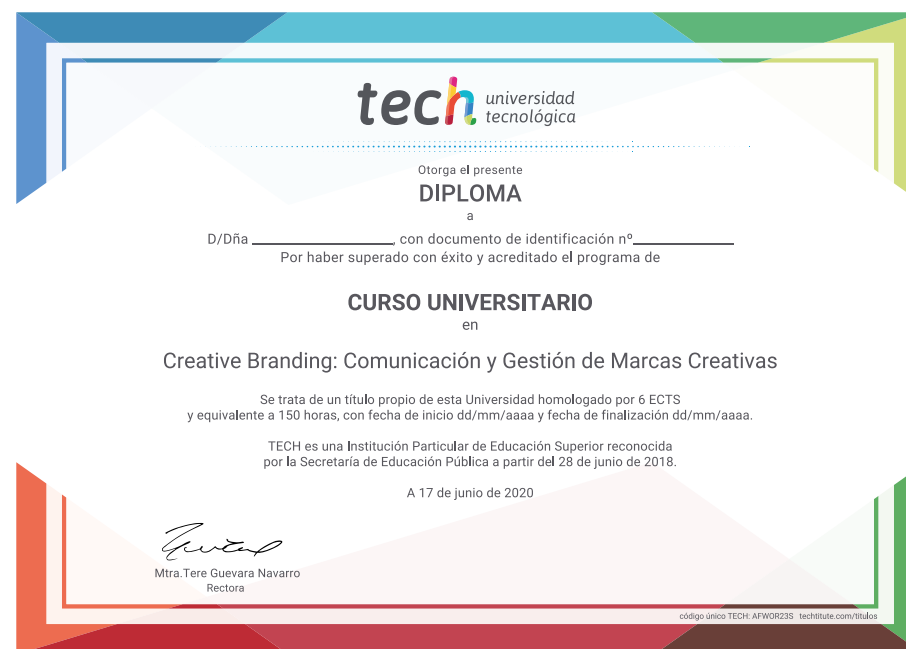 tech universidad
tecnológica
Otorga el presente
DIPLOMA
a
D/Dña ________________, con documento de identificación nº____________
Por haber superado con éxito y acreditado el programa de
CURSO UNIVERSITARIO
en
Creative Branding: Comunicación y Gestión de Marcas Creativas
Se trata de un título propio de esta Universidad homologado por 6 ECTS
y equivalente a 150 horas, con fecha de inicio dd/mm/aaaa y fecha de finalización dd/mm/aaaa.
TECH es una Institución Particular de Educación Superior reconocida
por la Secretaría de Educación Pública a partir del 28 de junio de 2018.
A 17 de junio de 2020
Mtra.Tere Guevara Navarro
Rectora
código único TECH: AFWOR23S techtitute.com/titulos